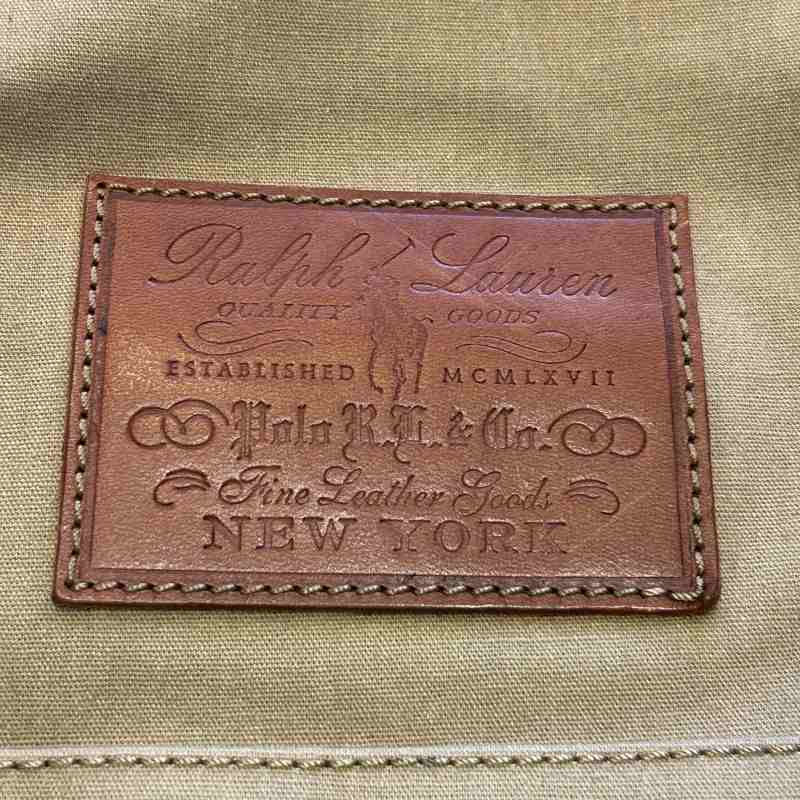 Ralph Lauren
QUALITY GOODS
ESTABLISHED MCMLXVII
Polo R.L. & Co.
Fine Leather Goods
NEW YORK